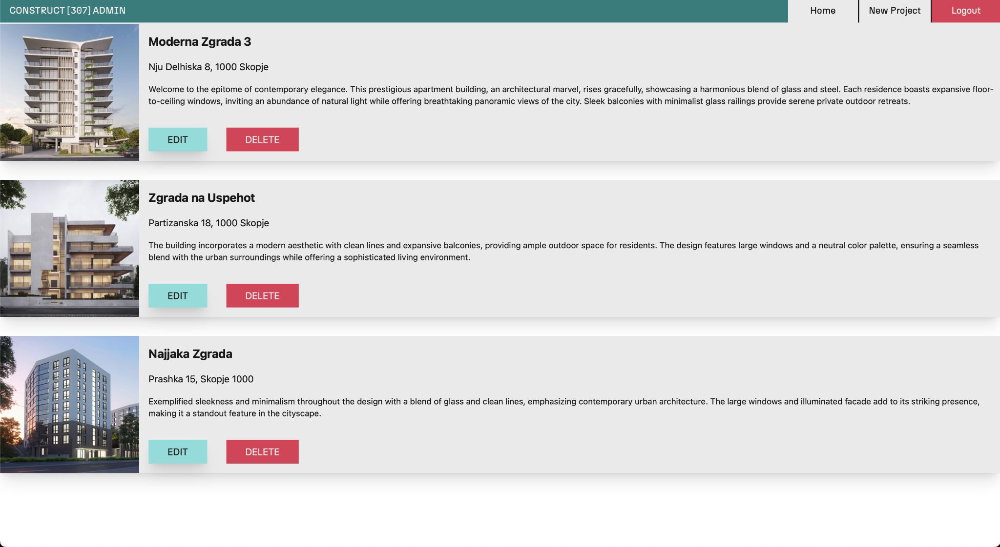 CONSTRUCT[307]ADMIN
Home
New Project
Logout
Moderna Zgrada 3
Nju Delhiska 8, 1000 Skopje
Welcome to the epitome of contemporary elegance. This prestigious apartment building, an architectural marvel, rises gracefully, showcasing a harmonious blend of glass and steel. Each residence boasts expansive floor-
to-ceiling windows, inviting an abundance of natural light while offering breathtaking panoramic views of the city. Sleek balconies with minimalist glass railings provide serene private outdoor retreats.
EDIT
DELETE
Zgrada na Uspehot
Partizanska 18, 1000 Skopje
The building incorporates a modern aesthetic with clean lines and expansive balconies, providing ample outdoor space for residents. The design features large windows and a neutral color palette, ensuring a seamless
blend with the urban surroundings while offering a sophisticated living environment.
EDIT
DELETE
Najjaka Zgrada
Prashka 15, Skopje 1000
Exemplified sleekness and minimalism throughout the design with a blend of glass and clean lines, emphasizing contemporary urban architecture. The large windows and illuminated facade add to its striking presence,
making it a standout feature in the cityscape.
EDIT
DELETE